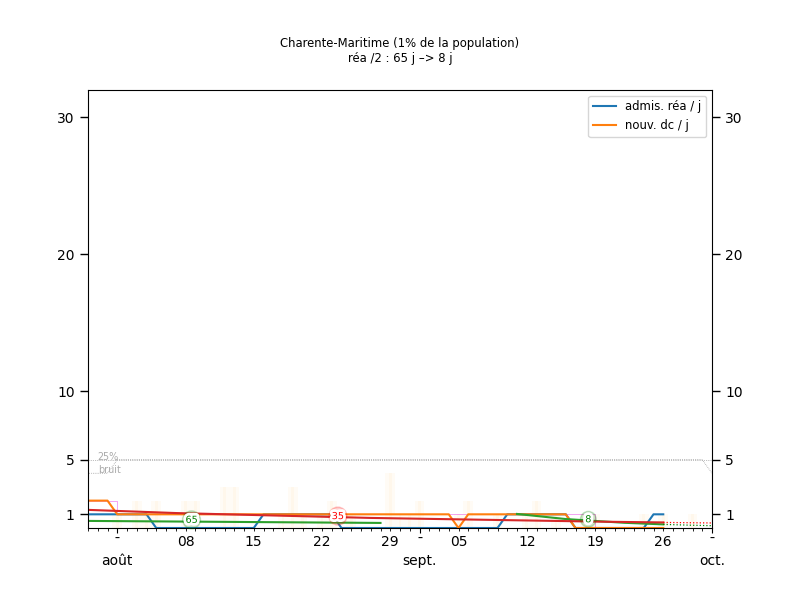 Charente-Maritime (1% de la population)
réa /2 : 65 j –> 8 j
admis. réa / j
nouv. dc / j
30 30
20 20
10 10
5 5
1 1
25%
bruit
65 35 8
- 08 15 22 29 - 05 12 19 26 -
août sept. oct.